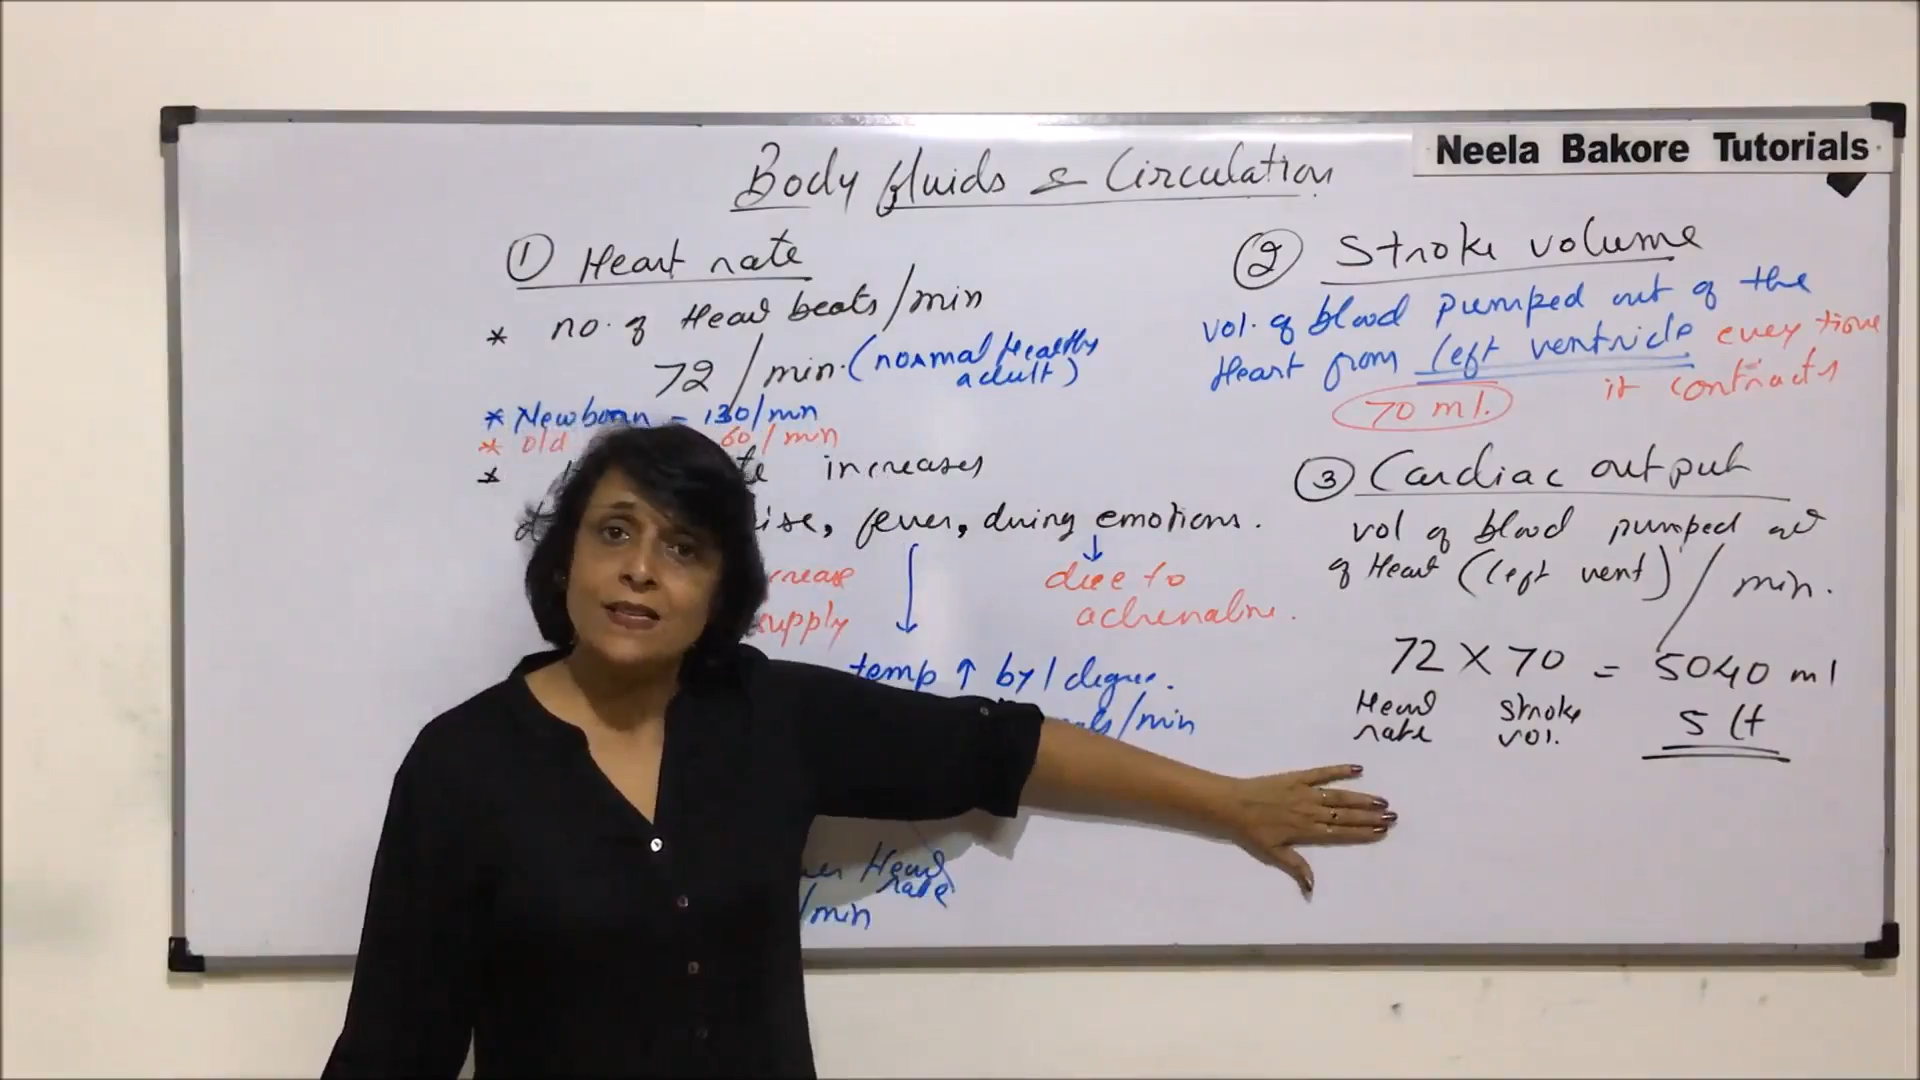 Neela Bakore Tutorials
Body fluids & Circulation
① Heart rate
* no. of Heart beats/min
72/min. (normal healthy adult)
* Newborn - 130/min
* Old 60/min
* increases
fever, during emotions.
due to
adrenaline.
supply
temp ↑ by 1 degree.
/min
Heart
rate
/min
② Stroke volume
vol. of blood pumped out of the
Heart from left ventricle every time
it contracts
70 ml.
③ Cardiac output
vol of blood pumped out
of Heart (left vent) / min.
72 X 70 = 5040 ml
Heart rate Stroke vol. 5 lt